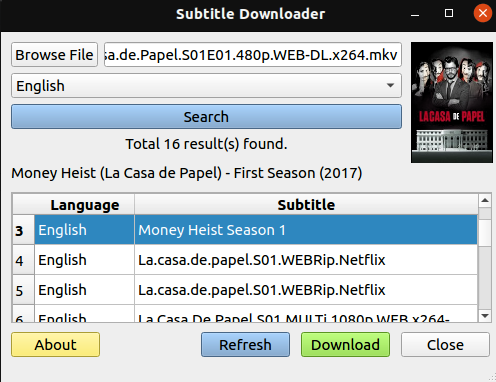 Subtitle Downloader
Browse File
sa.de.Papel.S01E01.480p.WEB-DL.x264.mkv
LA CASA DE PAPEL
English
Search
Total 16 result(s) found.
Money Heist (La Casa de Papel) - First Season (2017)
Language Subtitle
3 English Money Heist Season 1
4 English La.casa.de.papel.S01.WEBRip.Netflix
5 English La.casa.de.papel.S01.WEBRip.Netflix
6 English La.Casa.De.Papel.S01.MULTi.1080p.WEB.x264-
About Refresh Download Close